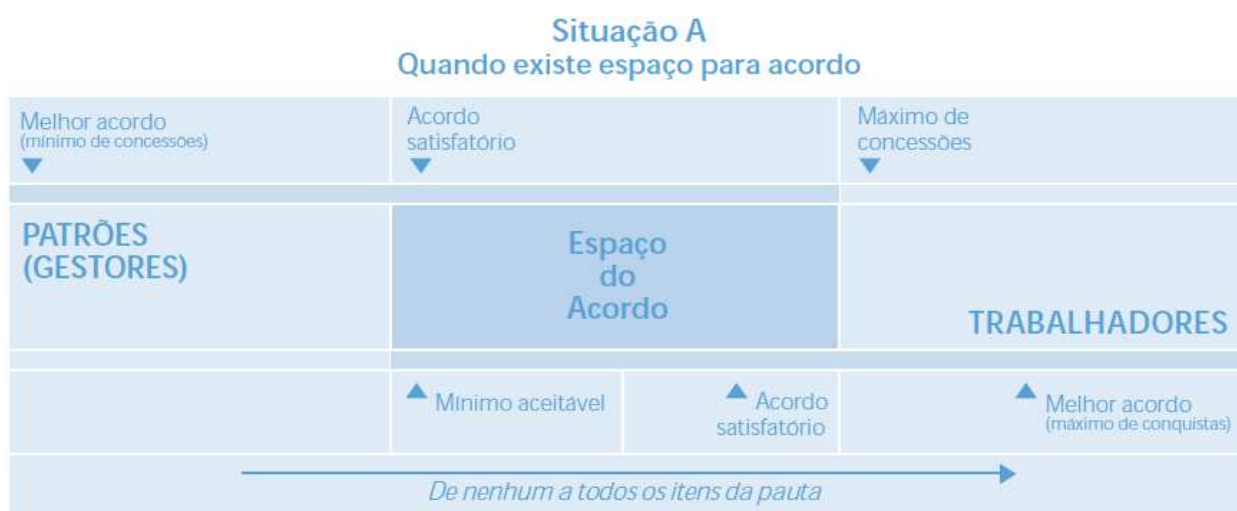 Situação A
Quando existe espaço para acordo
Melhor acordo
(mínimo de concessões)
Acordo
satisfatório
Máximo de
concessões
PATRÕES
(GESTORES)
Espaço
do
Acordo
TRABALHADORES
Mínimo aceitável
Acordo
satisfatório
Melhor acordo
(máximo de conquistas)
De nenhum a todos os itens da pauta